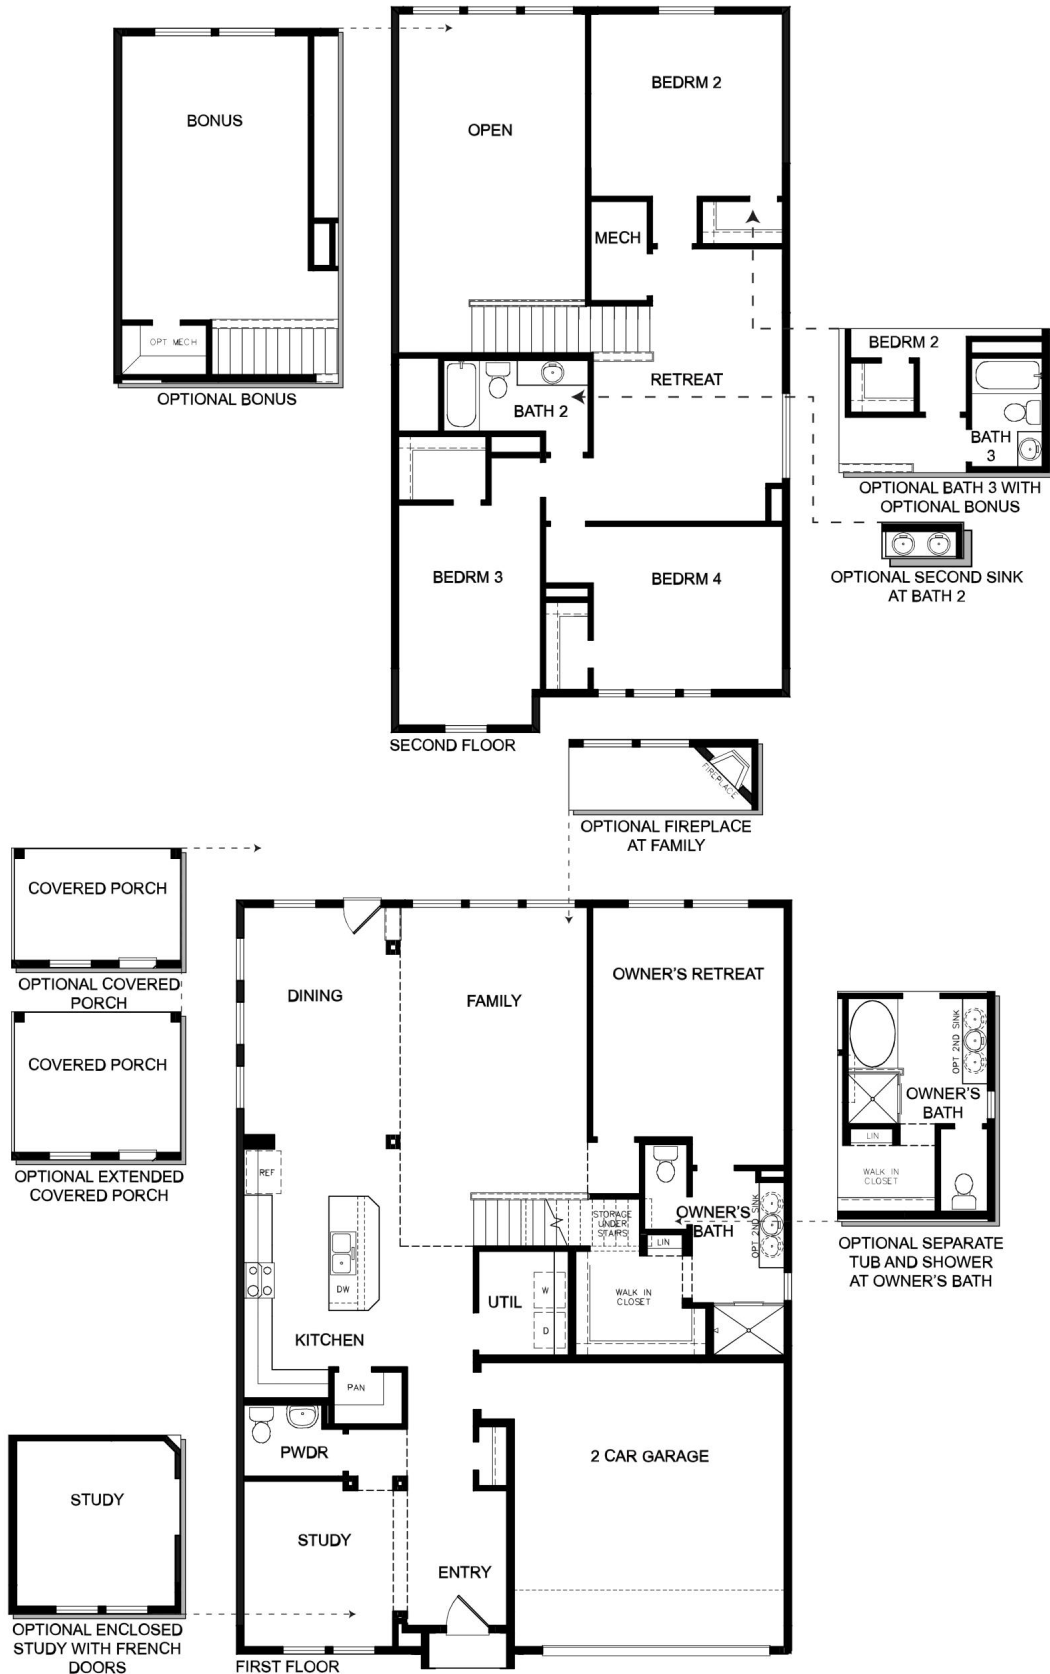 BONUS
OPT MECH
OPTIONAL BONUS
OPEN
BEDRM 2
MECH
RETREAT
BATH 2
BEDRM 3
BEDRM 4
SECOND FLOOR
BEDRM 2
BATH
3
OPTIONAL BATH 3 WITH
OPTIONAL BONUS
OPTIONAL SECOND SINK
AT BATH 2
FIREPLACE
OPTIONAL FIREPLACE
AT FAMILY
COVERED PORCH
OPTIONAL COVERED
PORCH
COVERED PORCH
OPTIONAL EXTENDED
COVERED PORCH
DINING
FAMILY
OWNER'S RETREAT
REF
DW
KITCHEN
PAN
STORAGE
UNDER
STAIRS
OWNER'S
BATH
OPT 2ND SINK
LIN
UTIL
W
D
WALK IN
CLOSET
OPT 2ND SINK
OWNER'S
BATH
LIN
WALK IN
CLOSET
OPTIONAL SEPARATE
TUB AND SHOWER
AT OWNER'S BATH
PWDR
2 CAR GARAGE
STUDY
ENTRY
FIRST FLOOR
STUDY
OPTIONAL ENCLOSED
STUDY WITH FRENCH
DOORS